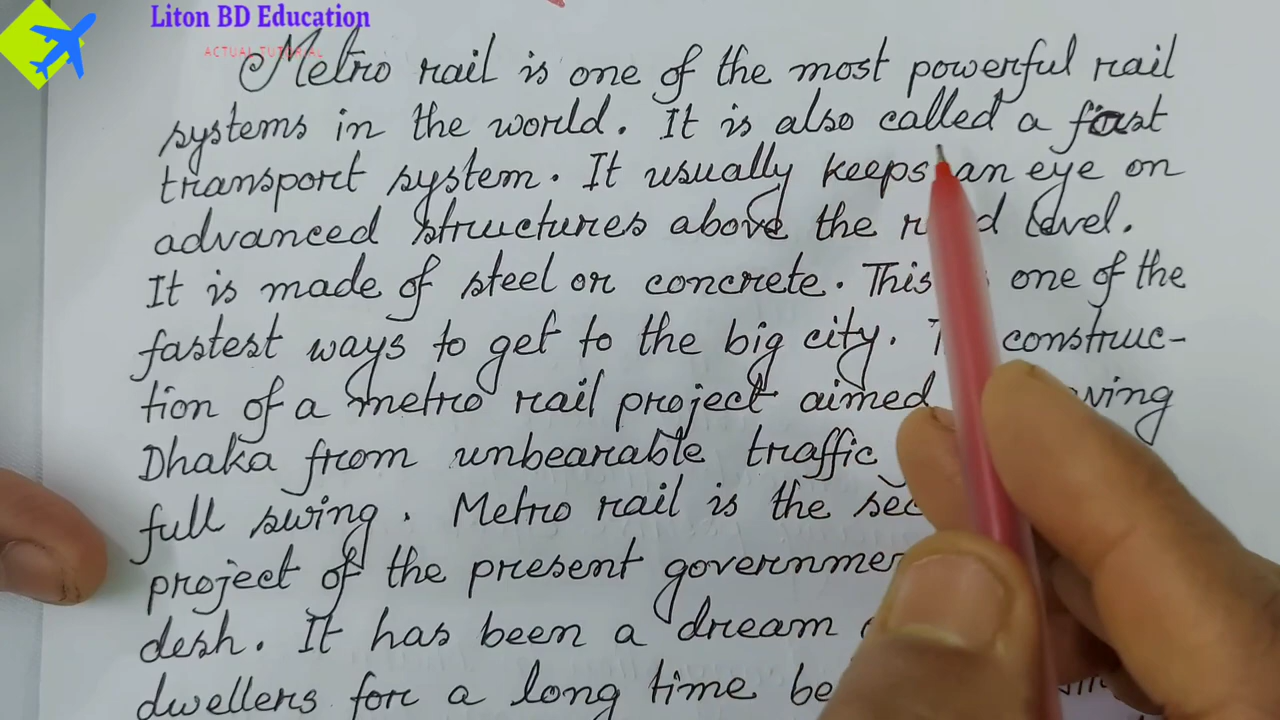 Liton BD Education
ACTUAL TUTORIAL
Metro rail is one of the most powerful rail
systems in the world. It is also called a fast
transport system. It usually keeps an eye on
advanced structures above the level.
It is made of steel or concrete. This one of the
fastest ways to get to the big city. construc-
tion of a metro rail project aimed
Dhaka from unbearable traffic
full swing. Metro rail is the
project of the present
desh. It has been a dream
dwellers for a long time